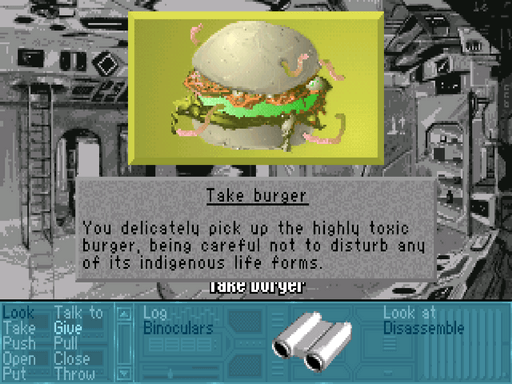 Take burger
You delicately pick up the highly toxic
burger, being careful not to disturb any
of its indigenous life forms.
Take burger
Look Talk to
Take Give
Push Pull
Open Close
Put Throw
Log
Binoculars
Look at
Disassemble